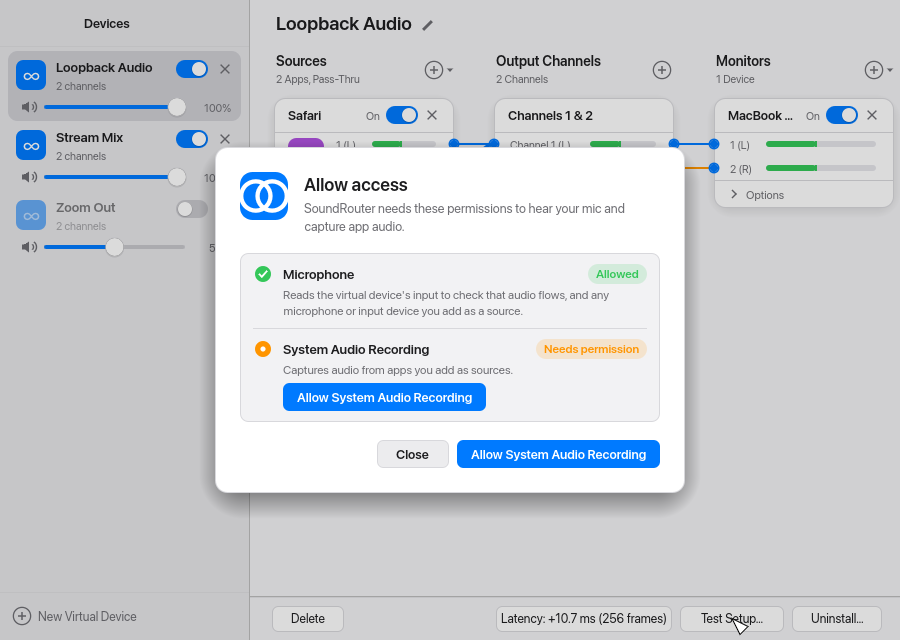 Devices
Loopback Audio
2 channels
100%
Stream Mix
2 channels
10
Zoom Out
2 channels
5
New Virtual Device
Loopback Audio
Sources
2 Apps, Pass-Thru
Output Channels
2 Channels
Monitors
1 Device
Safari
On
1 (L)
Channels 1 & 2
Channel 1 (L)
MacBook ...
On
1 (L)
2 (R)
Options
Allow access
SoundRouter needs these permissions to hear your mic and
capture app audio.
Microphone
Allowed
Reads the virtual device's input to check that audio flows, and any
microphone or input device you add as a source.
System Audio Recording
Needs permission
Captures audio from apps you add as sources.
Allow System Audio Recording
Close
Allow System Audio Recording
Delete
Latency: +10.7 ms (256 frames)
Test Setup...
Uninstall...